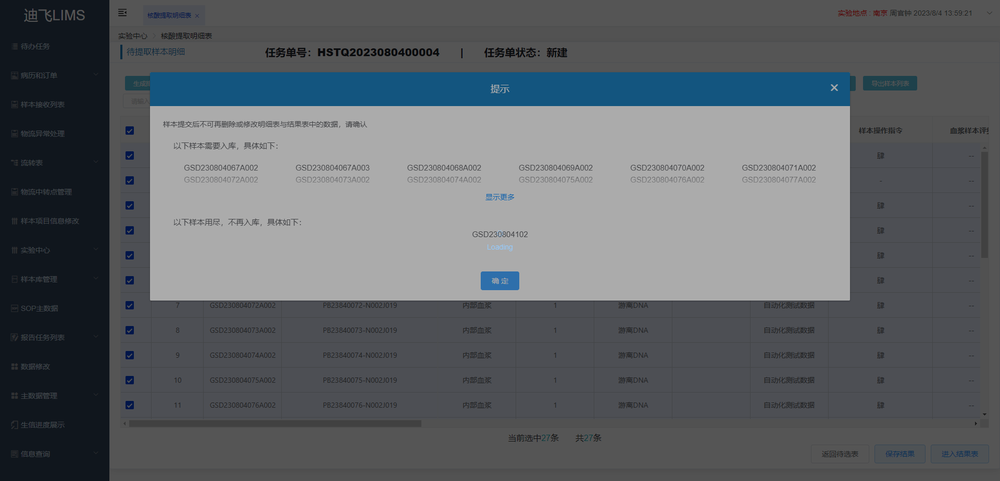 迪飞LIMS
核酸提取明细表 ×
实验地点：南京 周官钟 2023/8/4 13:59:21
实验中心 > 核酸提取明细表
待提取样本明细
任务单号：HSTQ2023080400004 | 任务单状态：新建
待办任务
病历和订单
样本接收列表
物流异常处理
流转表
物流中转点管理
样本项目信息修改
实验中心
样本库管理
SOP主数据
报告任务列表
数据修改
主数据管理
生信进度展示
信息查询
生成 导出样本列表
请输入
提示
样本提交后不可再删除或修改明细表与结果表中的数据，请确认
以下样本需要入库，具体如下：
GSD230804067A002 GSD230804067A003 GSD230804068A002 GSD230804069A002 GSD230804070A002 GSD230804071A002
GSD230804072A002 GSD230804073A002 GSD230804074A002 GSD230804075A002 GSD230804076A002 GSD230804077A002
显示更多
以下样本用尽，不再入库，具体如下：
GSD230804102
Loading
确 定
样本操作指令 血浆样本评
肆 --
- --
肆 --
肆 --
肆 --
肆 --
7 GSD230804072A002 PB23840072-N002J019 内部血浆 1 游离DNA 自动化测试数据 肆 --
8 GSD230804073A002 PB23840073-N002J019 内部血浆 1 游离DNA 自动化测试数据 肆 --
9 GSD230804074A002 PB23840074-N002J019 内部血浆 1 游离DNA 自动化测试数据 肆 --
10 GSD230804075A002 PB23840075-N002J019 内部血浆 1 游离DNA 自动化测试数据 肆 --
11 GSD230804076A002 PB23840076-N002J019 内部血浆 1 游离DNA 自动化测试数据 肆 --
当前选中27条 共27条
返回待选表 保存结果 进入结果表